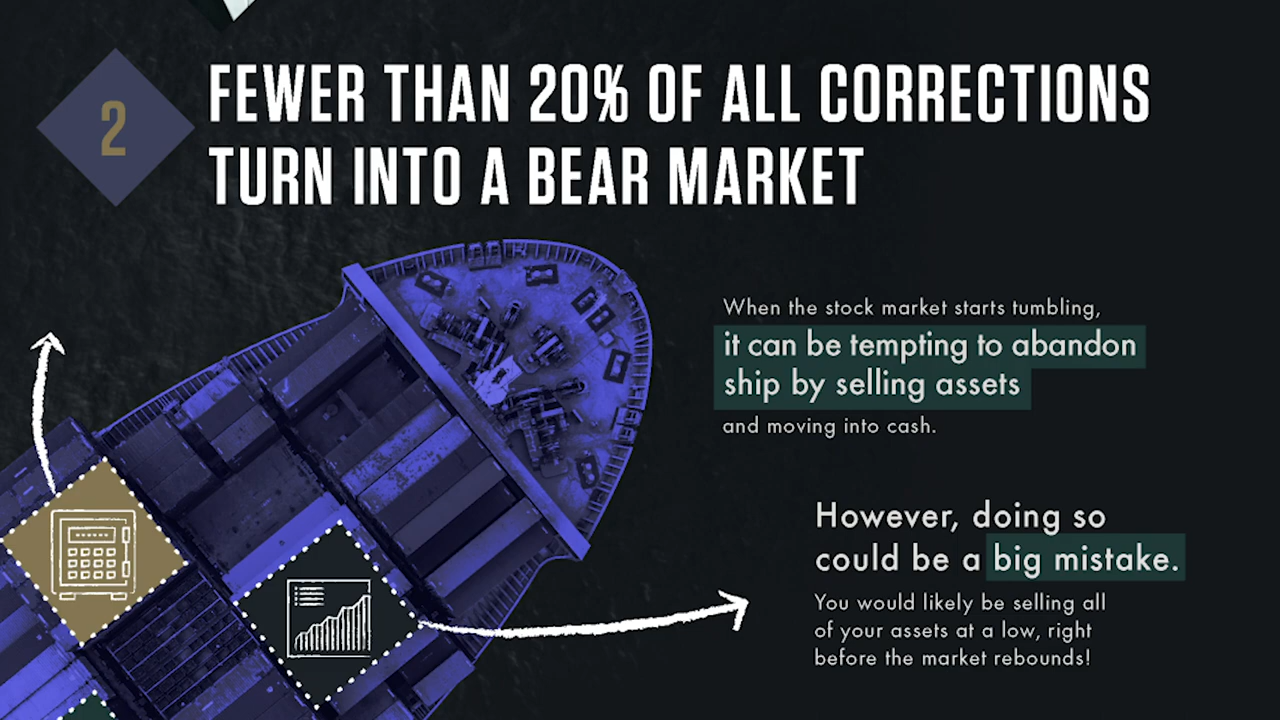 2
FEWER THAN 20% OF ALL CORRECTIONS
TURN INTO A BEAR MARKET
When the stock market starts tumbling,
it can be tempting to abandon
ship by selling assets
and moving into cash.
However, doing so
could be a big mistake.
You would likely be selling all
of your assets at a low, right
before the market rebounds!